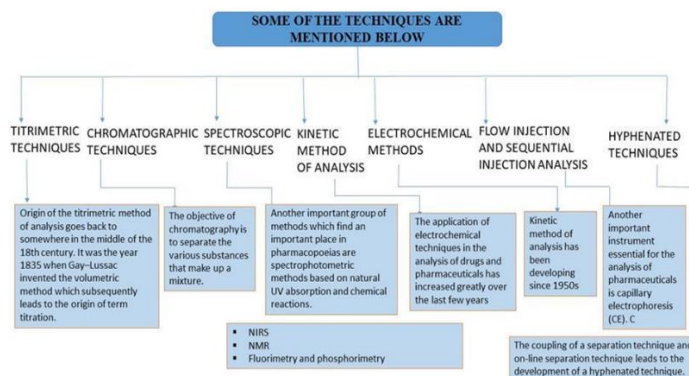 SOME OF THE TECHNIQUES ARE
MENTIONED BELOW
TITRIMETRIC
TECHNIQUES
CHROMATOGRAPHIC
TECHNIQUES
SPECTROSCOPIC
TECHNIQUES
KINETIC
METHOD
OF ANALYSIS
ELECTROCHEMICAL
METHODS
FLOW INJECTION
AND SEQUENTIAL
INJECTION ANALYSIS
HYPHENATED
TECHNIQUES
Origin of the titrimetric method
of analysis goes back to
somewhere in the middle of the
18th century. It was the year
1835 when Gay–Lussac
invented the volumetric
method which subsequently
leads to the origin of term
titration.
The objective of
chromatography is
to separate the
various substances
that make up a
mixture.
Another important group of
methods which find an
important place in
pharmacopoeias are
spectrophotometric
methods based on natural
UV absorption and chemical
reactions.
The application of
electrochemical
techniques in the
analysis of drugs and
pharmaceuticals has
increased greatly over
the last few years
Kinetic
method of
analysis has
been
developing
since 1950s
Another
important
instrument
essential for the
analysis of
pharmaceuticals
is capillary
electrophoresis
(CE). C
▪ NIRS
▪ NMR
▪ Fluorimetry and phosphorimetry
The coupling of a separation technique and
on-line separation technique leads to the
development of a hyphenated technique.